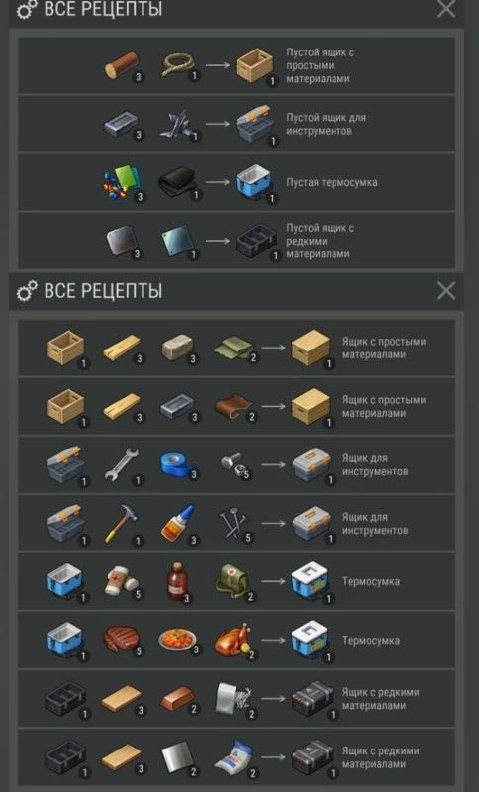 ВСЕ РЕЦЕПТЫ
3 1 1 Пустой ящик с
простыми
материалами
3 1 1 Пустой ящик для
инструментов
3 1 1 Пустая термосумка
3 1 1 Пустой ящик с
редкими
материалами
ВСЕ РЕЦЕПТЫ
1 3 3 2 1 Ящик с простыми
материалами
1 3 3 2 1 Ящик с простыми
материалами
1 1 3 5 1 Ящик для
инструментов
1 1 3 5 1 Ящик для
инструментов
1 5 3 2 1 Термосумка
1 5 3 2 1 Термосумка
1 3 2 2 1 Ящик с редкими
материалами
1 3 2 2 1 Ящик с редкими
материалами